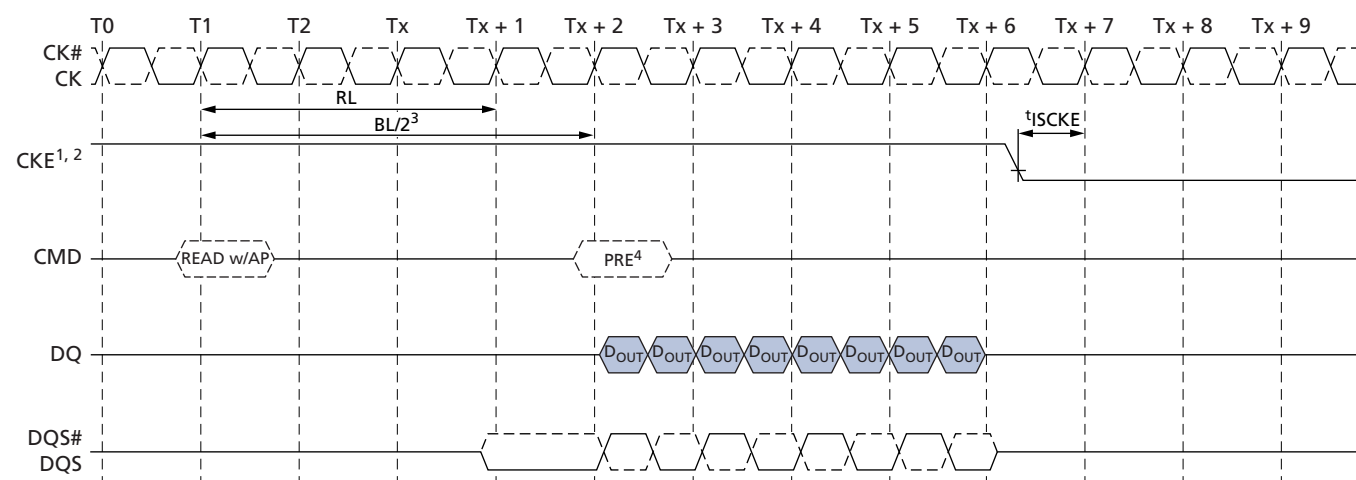 T0 T1 T2 Tx Tx + 1 Tx + 2 Tx + 3 Tx + 4 Tx + 5 Tx + 6 Tx + 7 Tx + 8 Tx + 9
CK#
CK
RL
BL/2³
tISCKE
CKE1, 2
CMD READ w/AP PRE⁴
DQ DOUT DOUT DOUT DOUT DOUT DOUT DOUT DOUT
DQS#
DQS